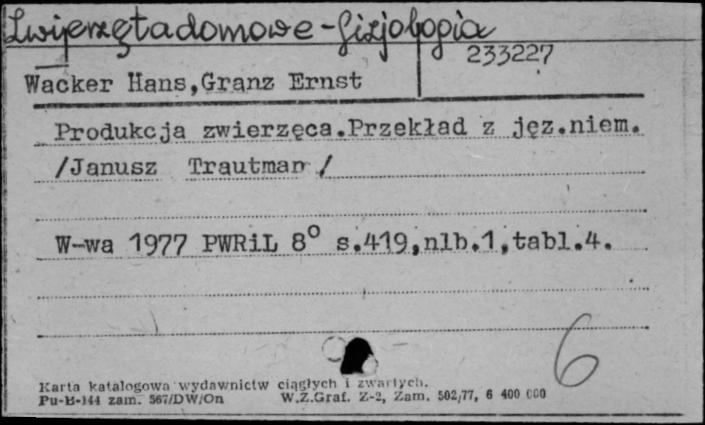 Zwierzęta domowe - fizjologia
233227
Wacker Hans,Granz Ernst
Produkcja zwierzęca.Przekład z jęz.niem.
/Janusz Trautman /
W-wa 1977 PWRiL 8° s.419,nlb.1,tabl.4.
6
Karta katalogowa wydawnictw ciągłych i zwartych.
Pu-B-144 zam. 567/DW/On W.Z.Graf. Z-2, Zam. 502/77, 6 400 000